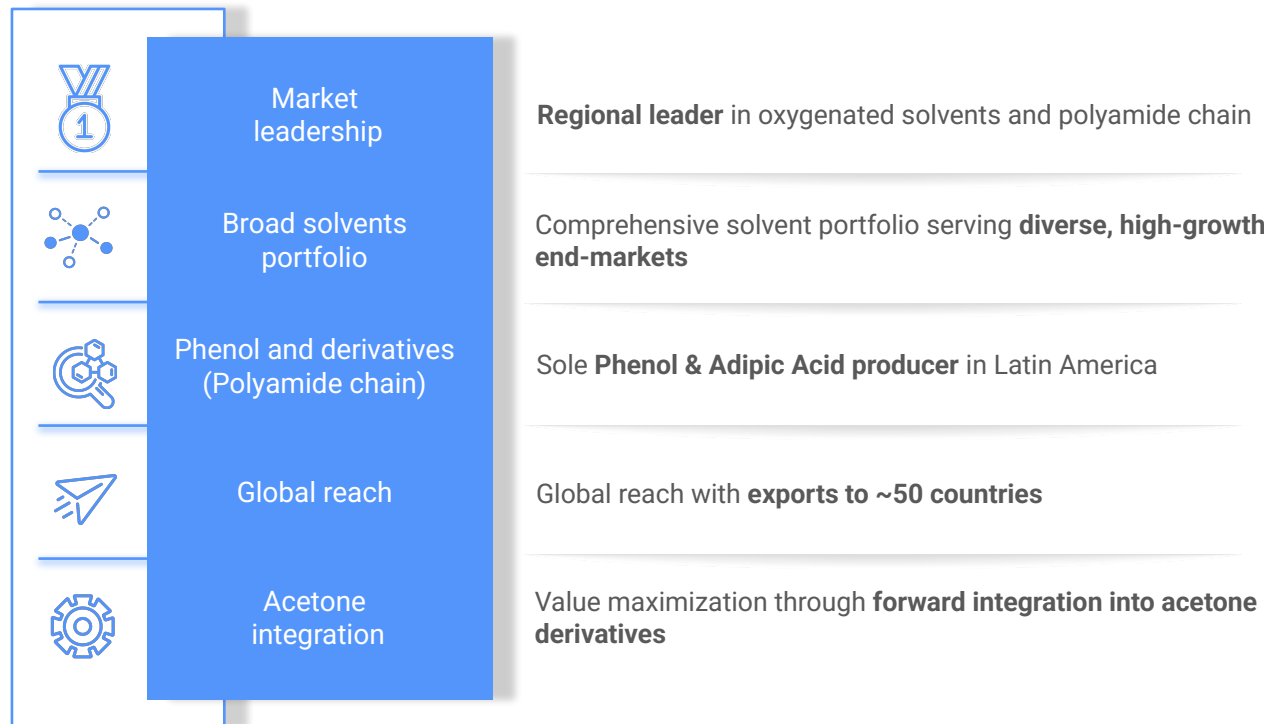 1
Market
leadership
Regional leader in oxygenated solvents and polyamide chain
Broad solvents
portfolio
Comprehensive solvent portfolio serving diverse, high-growth
end-markets
Phenol and derivatives
(Polyamide chain)
Sole Phenol & Adipic Acid producer in Latin America
Global reach
Global reach with exports to ~50 countries
Acetone
integration
Value maximization through forward integration into acetone
derivatives